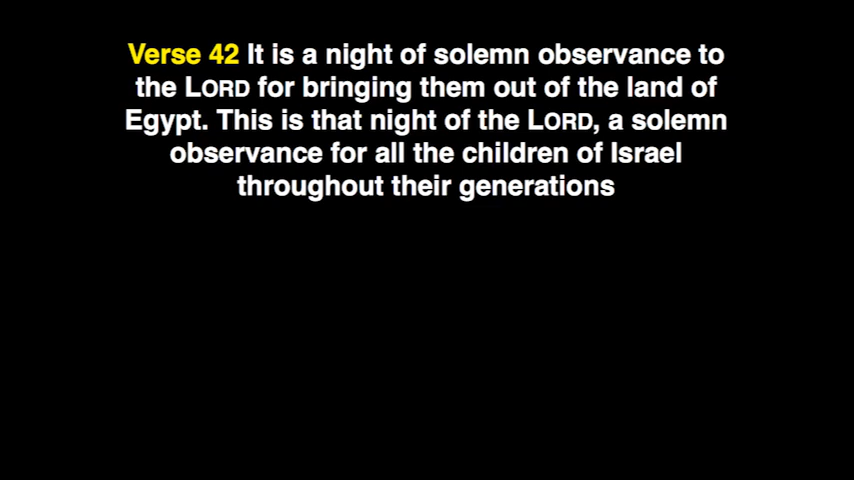 Verse 42 It is a night of solemn observance to
the LORD for bringing them out of the land of
Egypt. This is that night of the LORD, a solemn
observance for all the children of Israel
throughout their generations